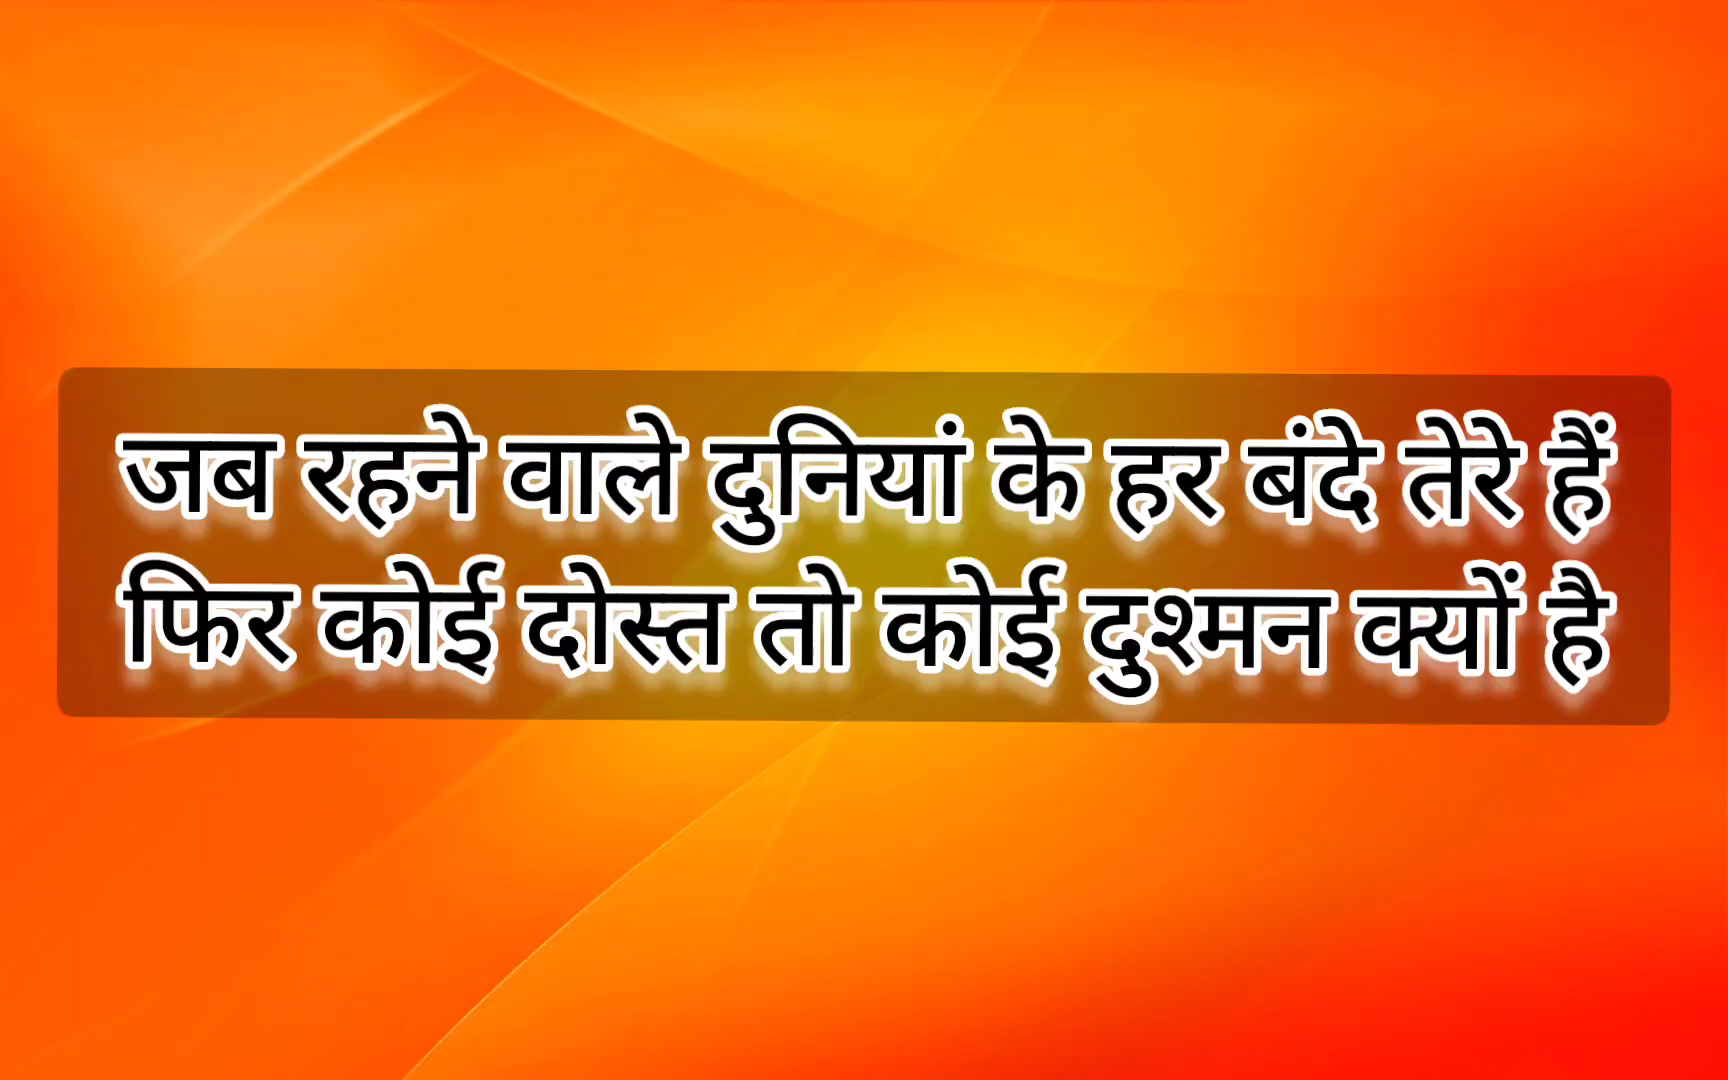 जब रहने वाले दुनियां के हर बंदे तेरे हैं
फिर कोई दोस्त तो कोई दुश्मन क्यों है